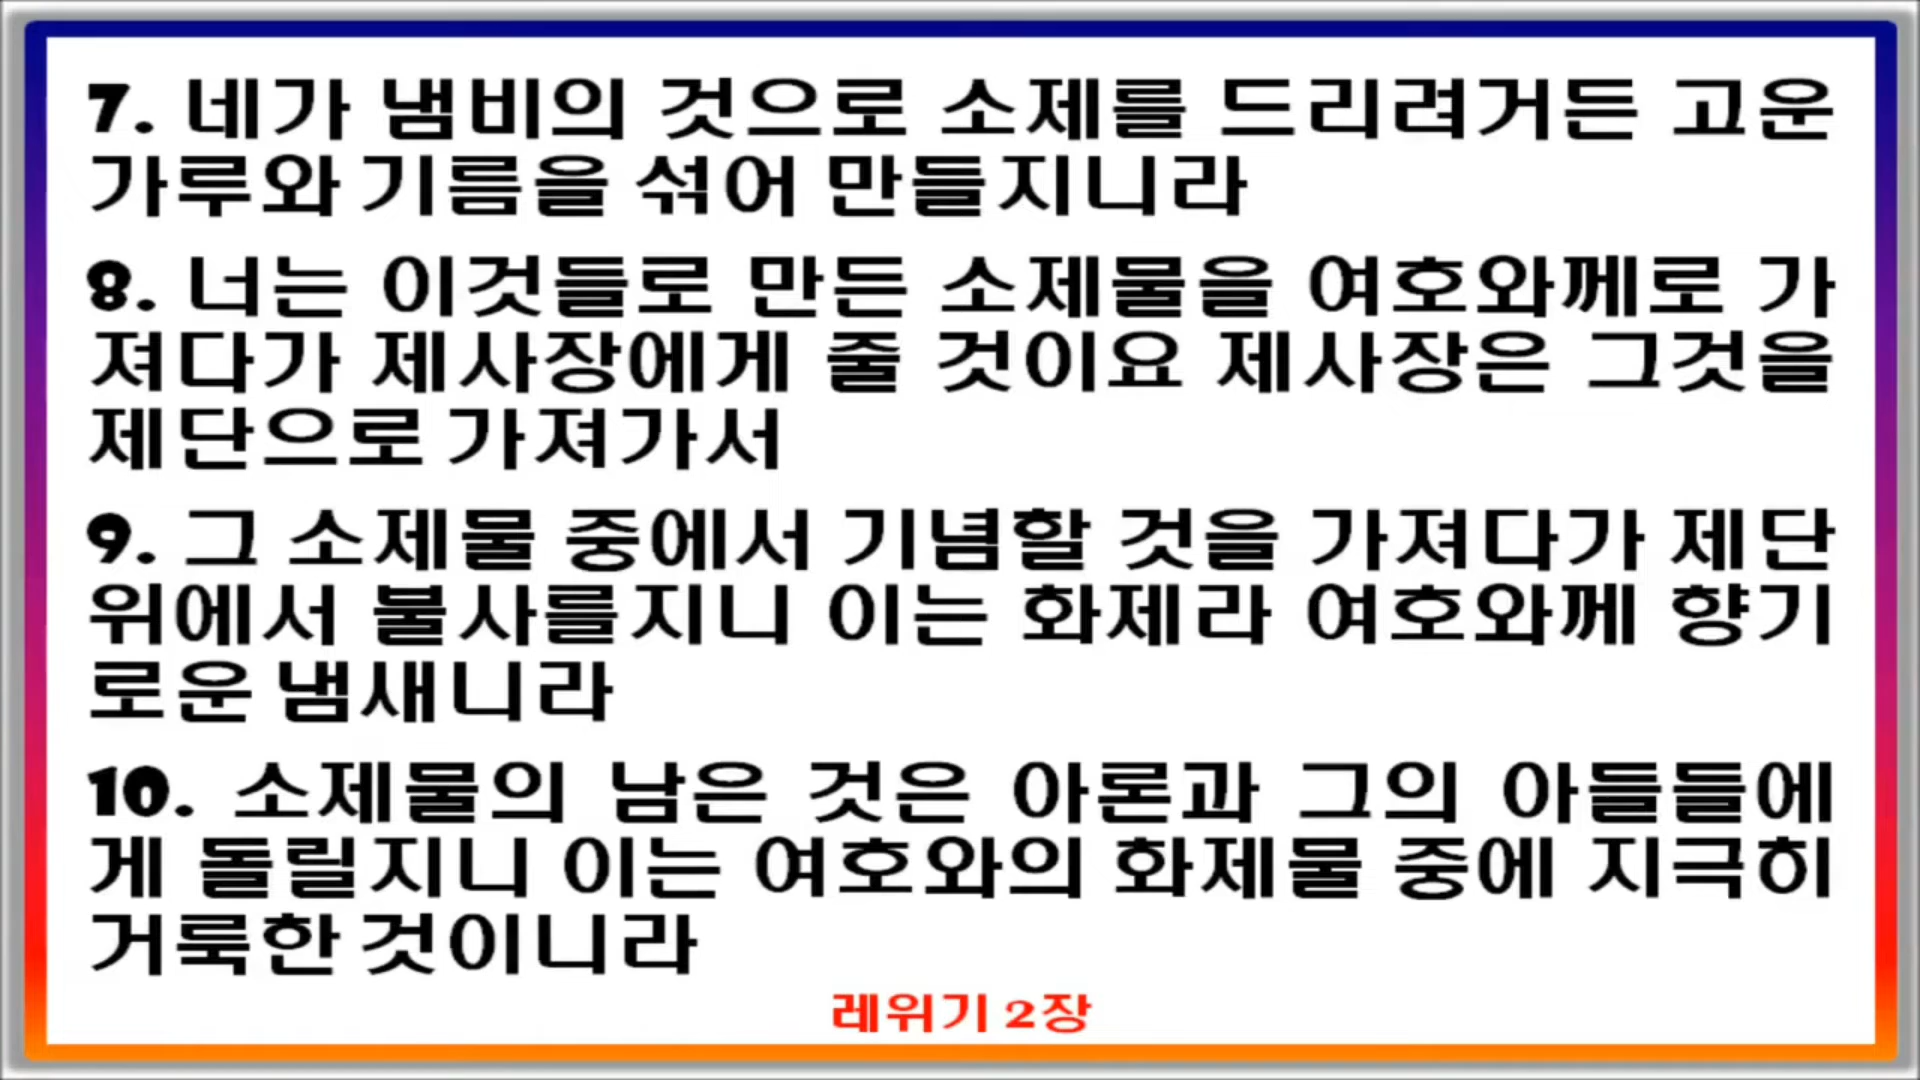 7. 네가 냄비의 것으로 소제를 드리려거든 고운
가루와 기름을 섞어 만들지니라
8. 너는 이것들로 만든 소제물을 여호와께로 가
져다가 제사장에게 줄 것이요 제사장은 그것을
제단으로 가져가서
9. 그 소제물 중에서 기념할 것을 가져다가 제단
위에서 불사를지니 이는 화제라 여호와께 향기
로운 냄새니라
10. 소제물의 남은 것은 아론과 그의 아들들에
게 돌릴지니 이는 여호와의 화제물 중에 지극히
거룩한 것이니라
레위기 2장